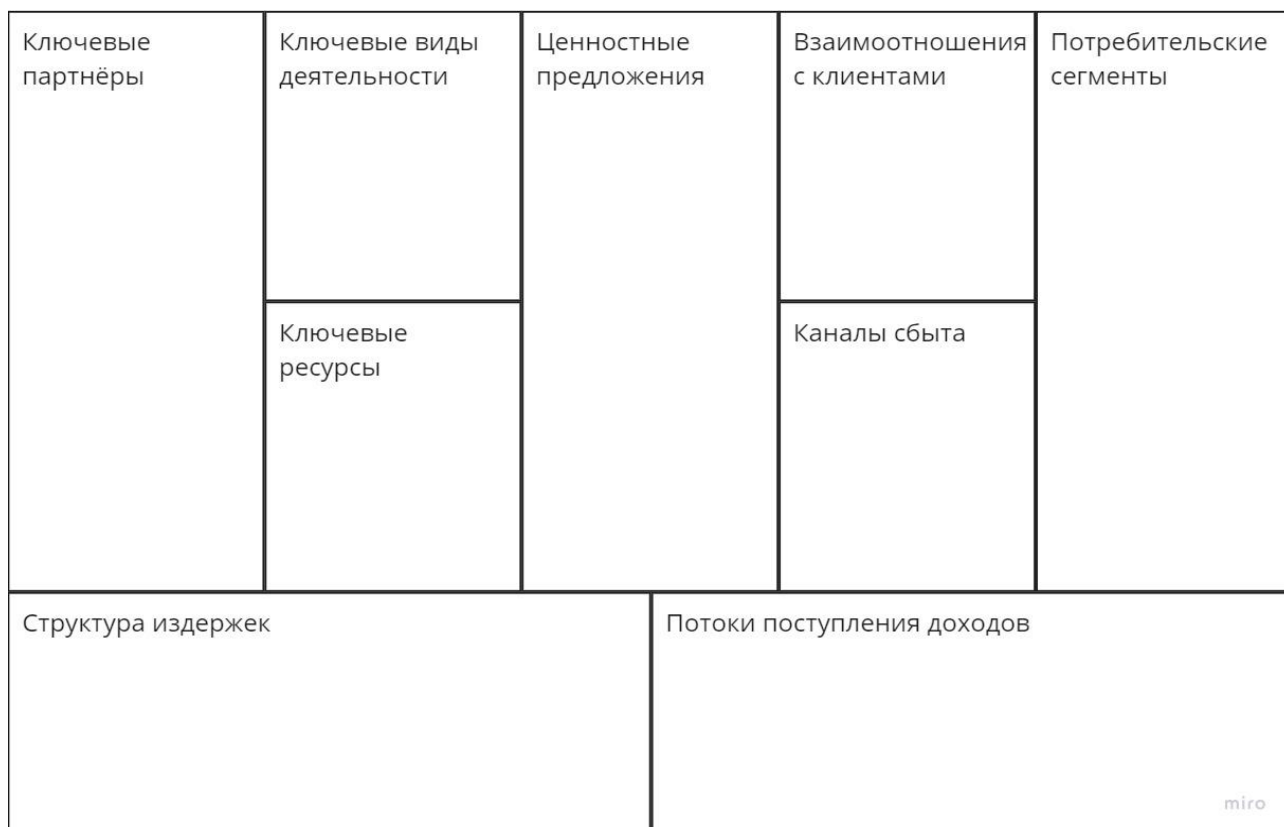 Ключевые
партнёры
Ключевые виды
деятельности
Ключевые
ресурсы
Ценностные
предложения
Взаимоотношения
с клиентами
Каналы сбыта
Потребительские
сегменты
Структура издержек
Потоки поступления доходов
miro